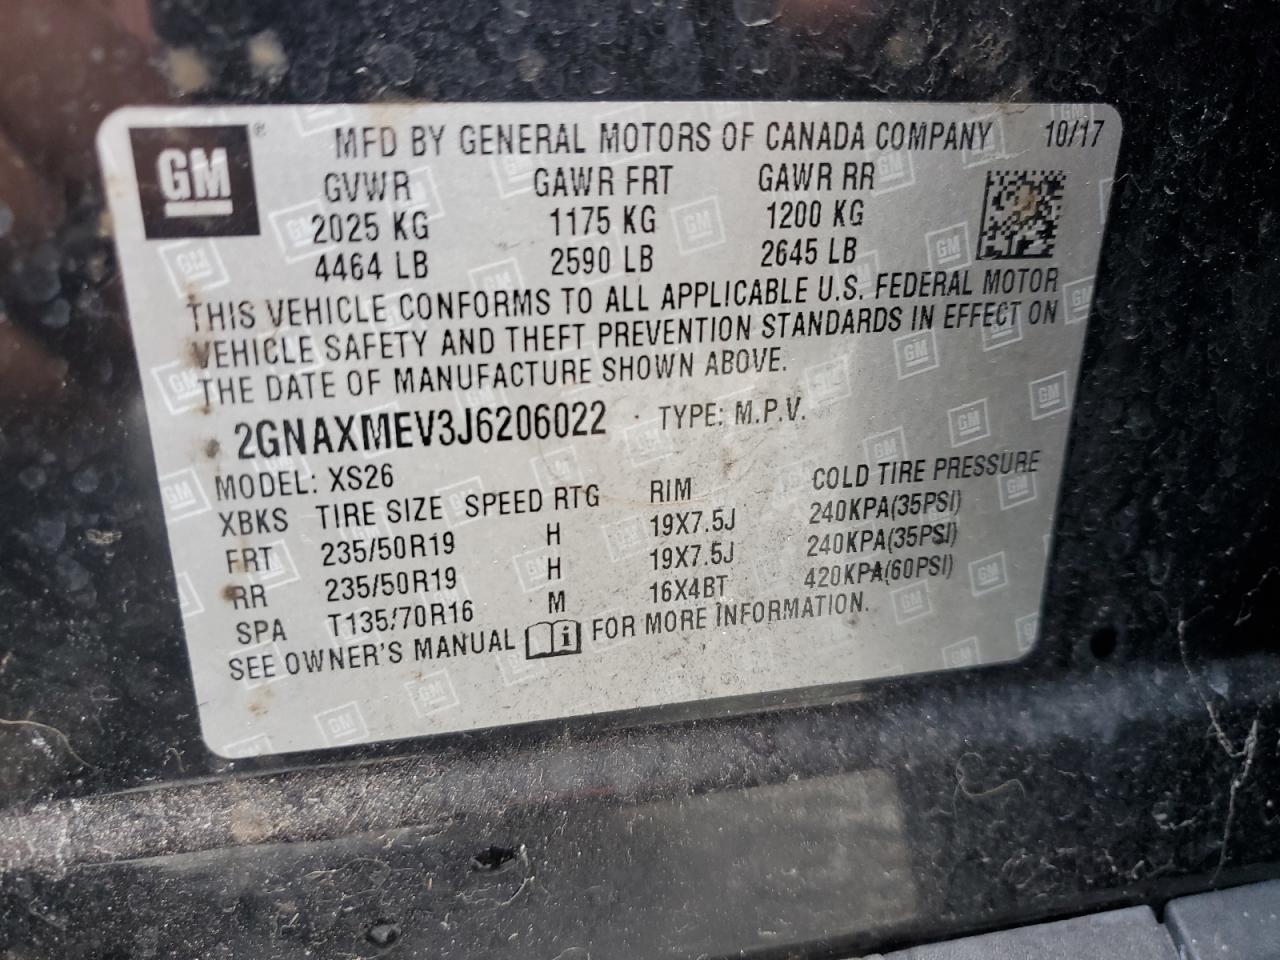 GM ® MFD BY GENERAL MOTORS OF CANADA COMPANY 10/17
GVWR GAWR FRT GAWR RR
2025 KG 1175 KG 1200 KG
4464 LB 2590 LB 2645 LB
THIS VEHICLE CONFORMS TO ALL APPLICABLE U.S. FEDERAL MOTOR
VEHICLE SAFETY AND THEFT PREVENTION STANDARDS IN EFFECT ON
THE DATE OF MANUFACTURE SHOWN ABOVE.
2GNAXMEV3J6206022 TYPE: M.P.V.
MODEL: XS26
XBKS TIRE SIZE SPEED RTG RIM COLD TIRE PRESSURE
FRT 235/50R19 H 19X7.5J 240KPA(35PSI)
RR 235/50R19 H 19X7.5J 240KPA(35PSI)
SPA T135/70R16 M 16X4BT 420KPA(60PSI)
SEE OWNER'S MANUAL i FOR MORE INFORMATION.